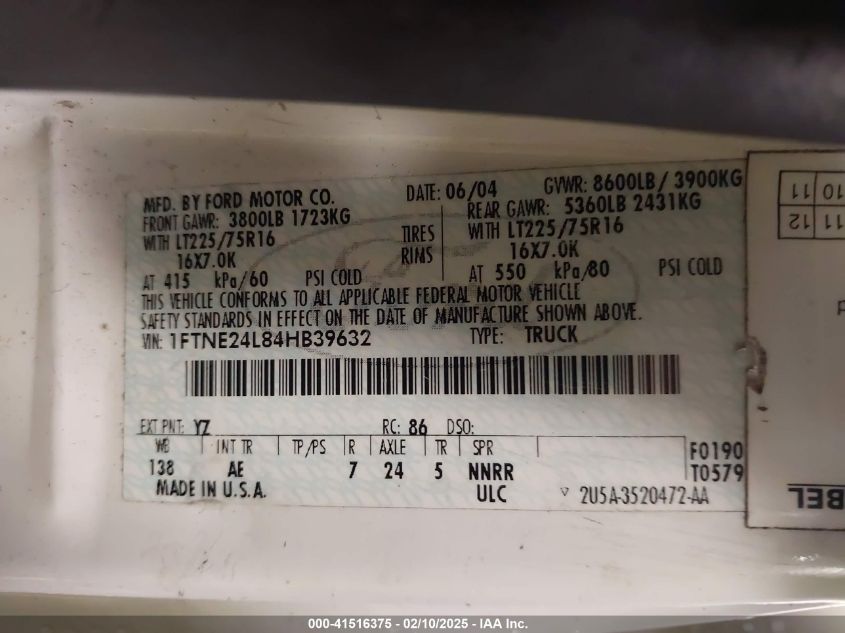 MFD. BY FORD MOTOR CO. DATE: 06/04 GVWR: 8600LB / 3900KG
FRONT GAWR: 3800LB 1723KG REAR GAWR: 5360LB 2431KG
WITH LT225/75R16 TIRES WITH LT225/75R16
16X7.0K RIMS 16X7.0K
AT 415 kPa/60 PSI COLD AT 550 kPa/80 PSI COLD
THIS VEHICLE CONFORMS TO ALL APPLICABLE FEDERAL MOTOR VEHICLE
SAFETY STANDARDS IN EFFECT ON THE DATE OF MANUFACTURE SHOWN ABOVE.
VIN: 1FTNE24L84HB39632 TYPE: TRUCK
EXT PNT: YZ RC: 86 DSO:
WB INT TR TP/PS R AXLE TR SPR F0190
138 AE 7 24 5 NNRR T0579
MADE IN U.S.A. ULC 2U5A-3520472-AA
11 10
12 11
000-41516375 - 02/10/2025 - IAA Inc.